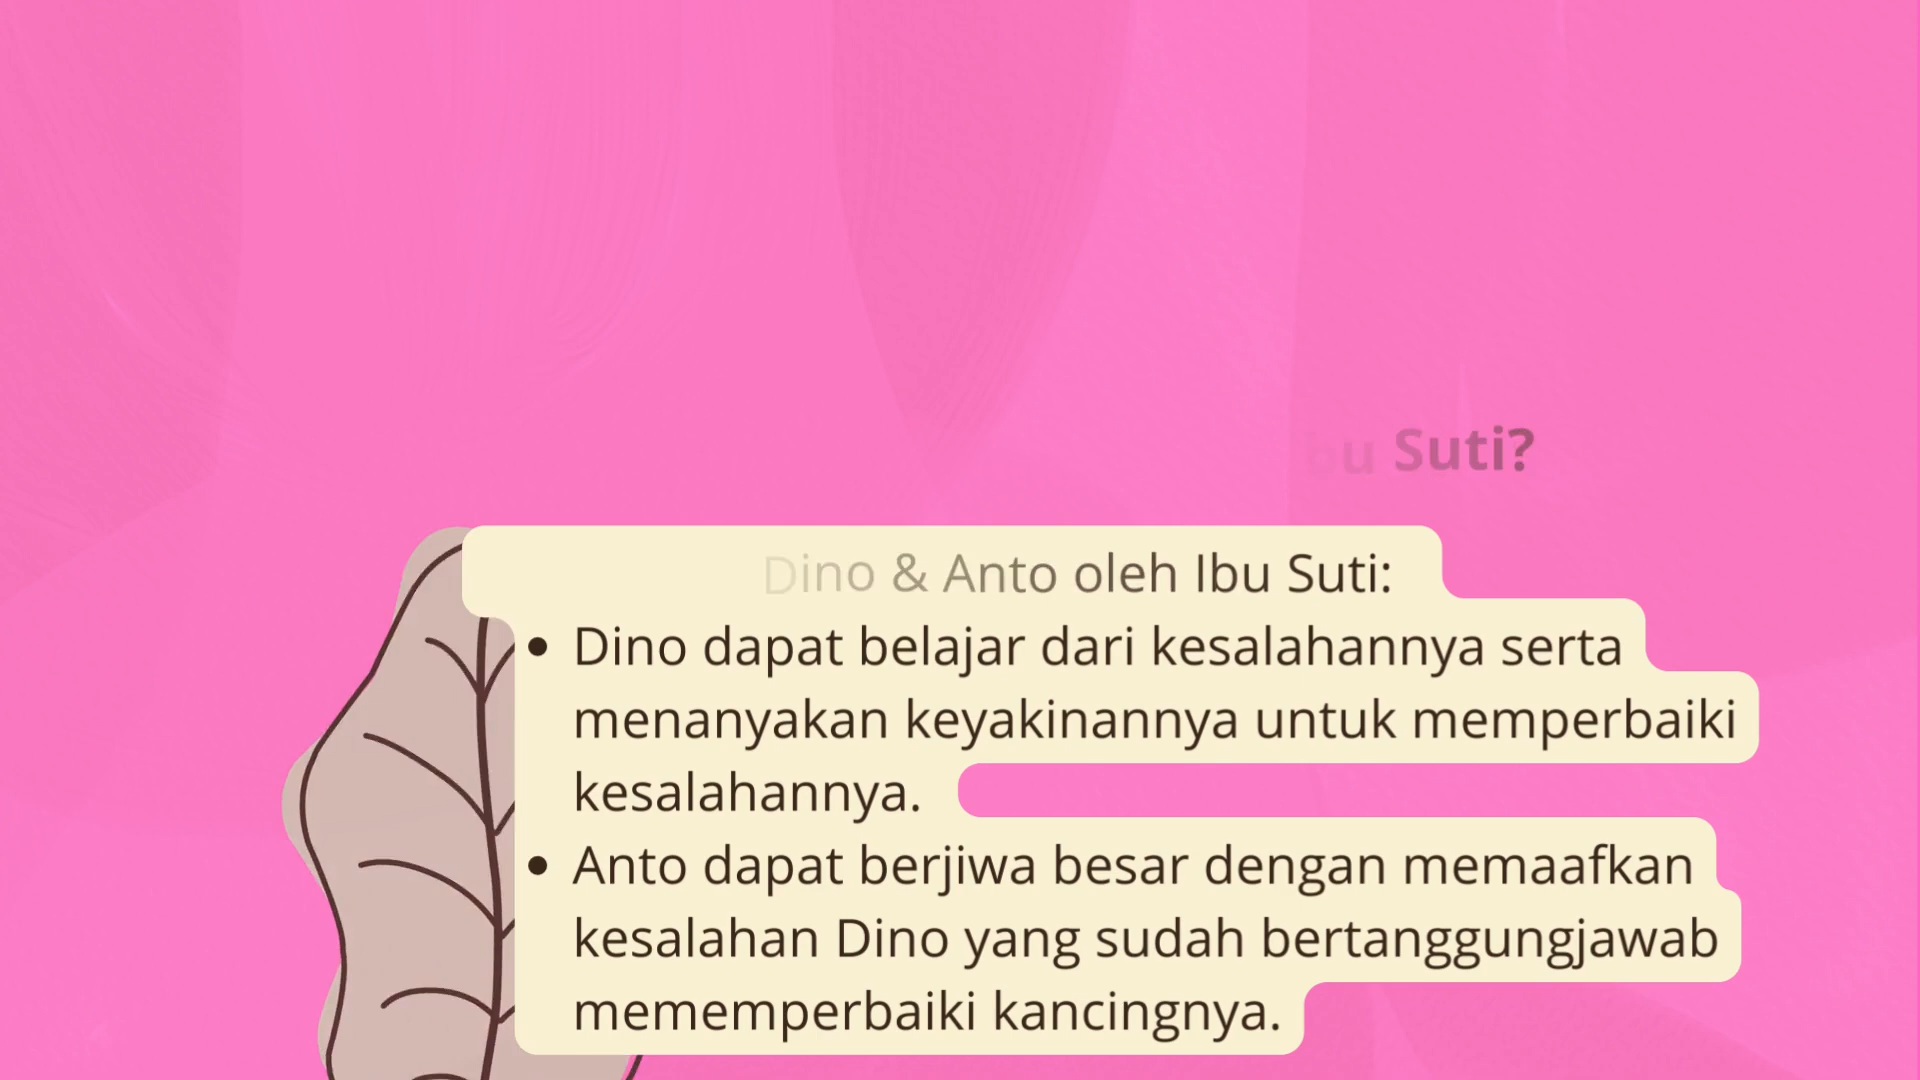 Suti?
Dino & Anto oleh Ibu Suti:
• Dino dapat belajar dari kesalahannya serta
menanyakan keyakinannya untuk memperbaiki
kesalahannya.
• Anto dapat berjiwa besar dengan memaafkan
kesalahan Dino yang sudah bertanggungjawab
mememperbaiki kancingnya.